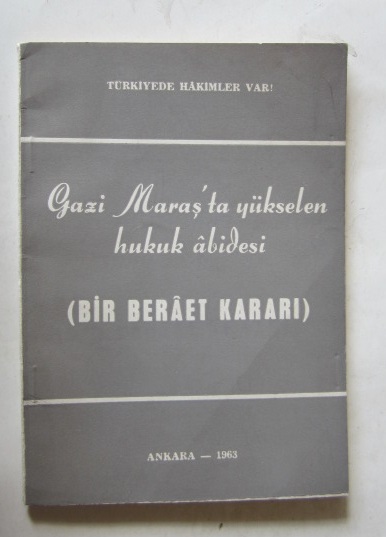 TÜRKİYEDE HÂKİMLER VAR!
Gazi Maraş'ta yükselen
hukuk âbidesi
(BİR BERÂET KARARI)
ANKARA — 1963